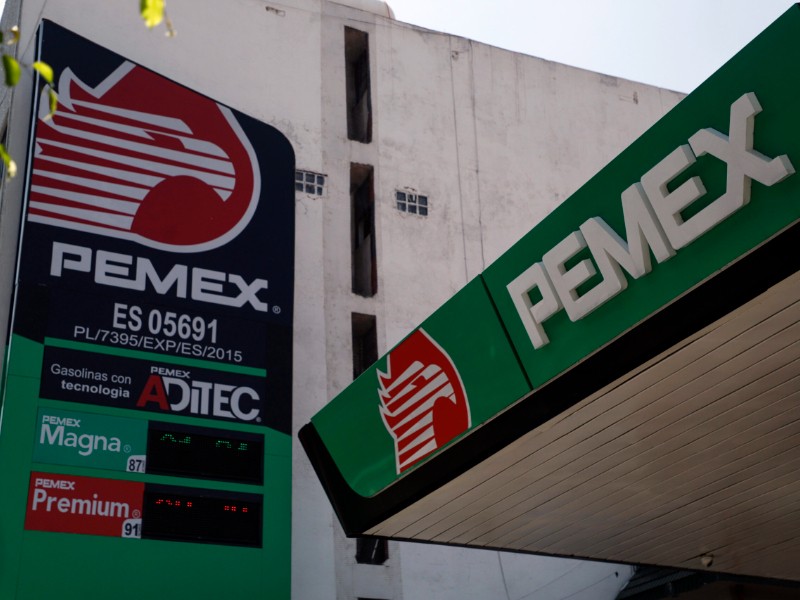 PEMEX®
ES 05691
PL/7395/EXP/ES/2015
Gasolinas con
tecnologia
PEMEX
ADiTEC®
PEMEX
Magna®
87
PEMEX
Premium®
91
PEMEX